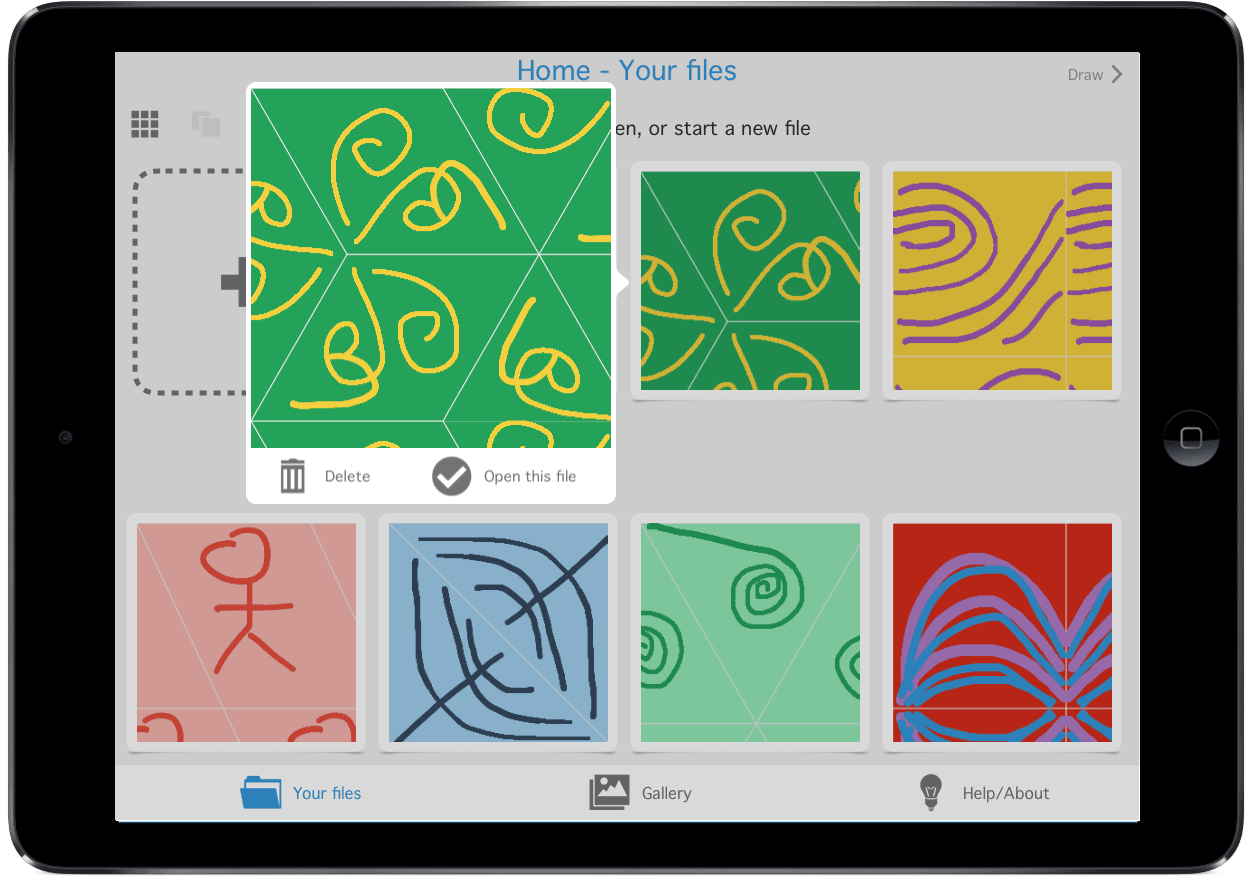 Home - Your files
Draw
en, or start a new file
Delete
Open this file
Your files
Gallery
Help/About